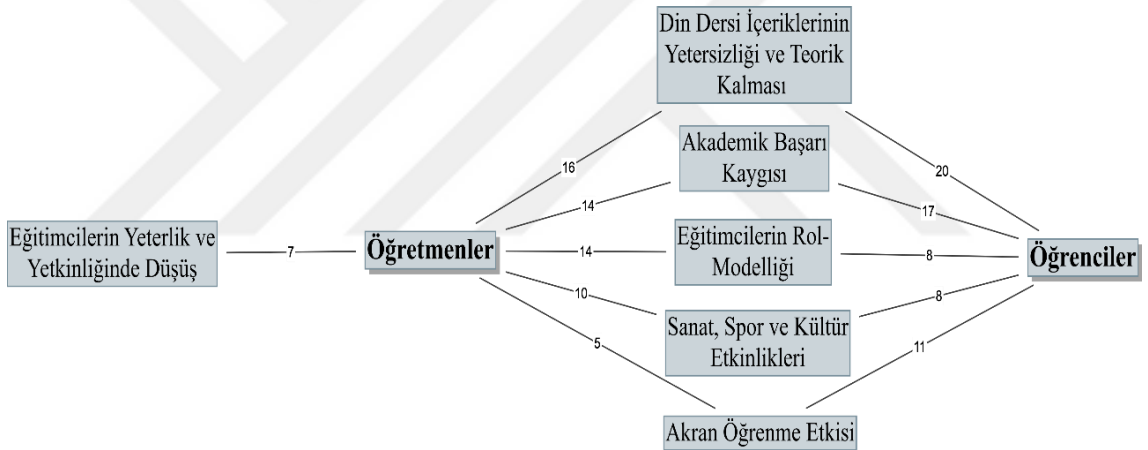 Din Dersi İçeriklerinin
Yetersizliği ve Teorik
Kalması
16
20
Akademik Başarı
Kaygısı
14
17
Eğitimcilerin Yeterlik ve
Yetkinliğinde Düşüş
7
Öğretmenler
14
Eğitimcilerin Rol-
Modelliği
8
Öğrenciler
10
8
Sanat, Spor ve Kültür
Etkinlikleri
5
11
Akran Öğrenme Etkisi